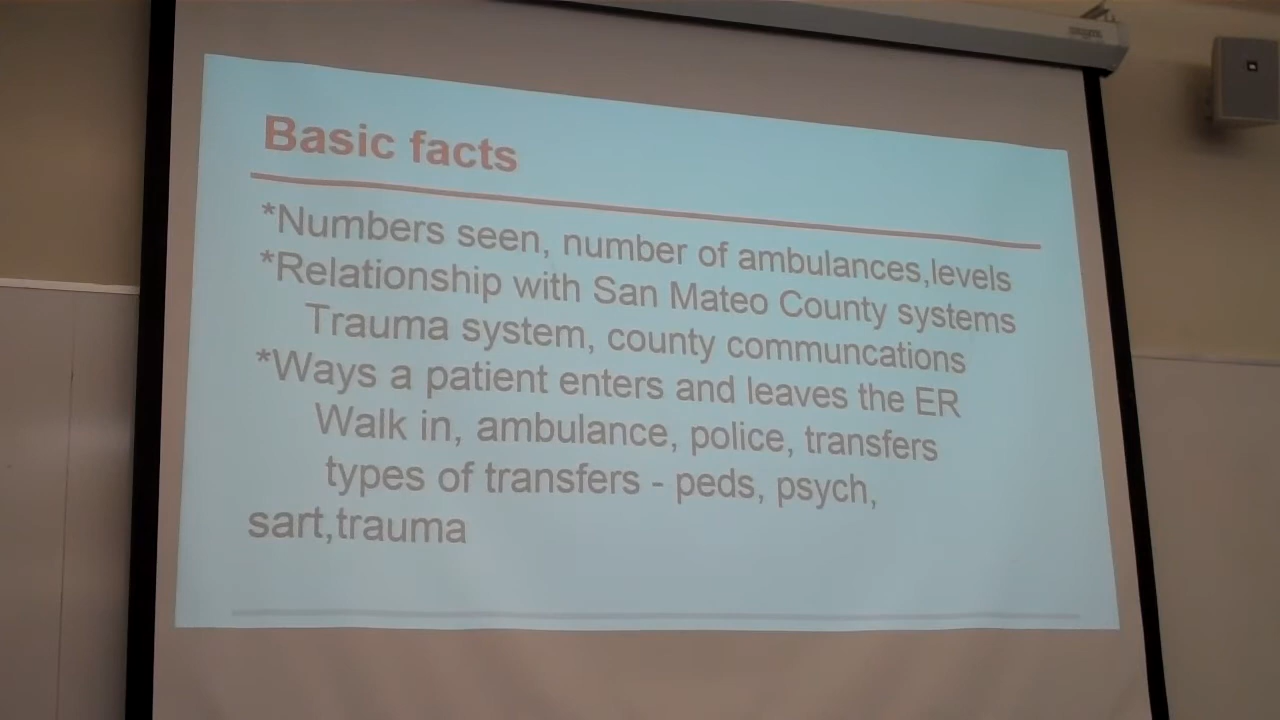 Basic facts
*Numbers seen, number of ambulances,levels
*Relationship with San Mateo County systems
Trauma system, county communcations
*Ways a patient enters and leaves the ER
Walk in, ambulance, police, transfers
types of transfers - peds, psych,
sart,trauma